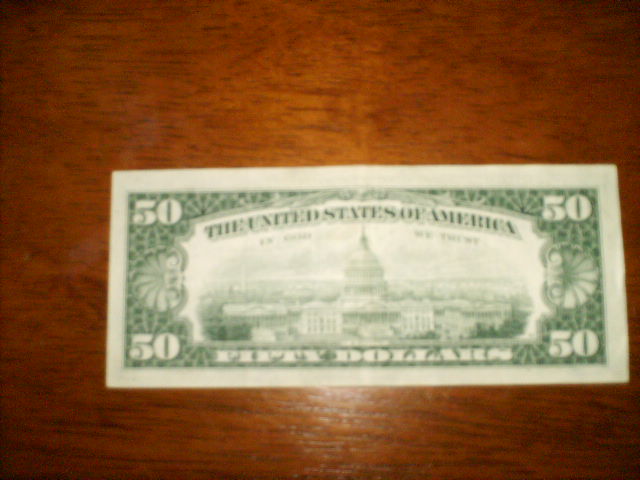 50 50
THE UNITED STATES OF AMERICA
IN GOD WE TRUST
50 FIFTY DOLLARS 50